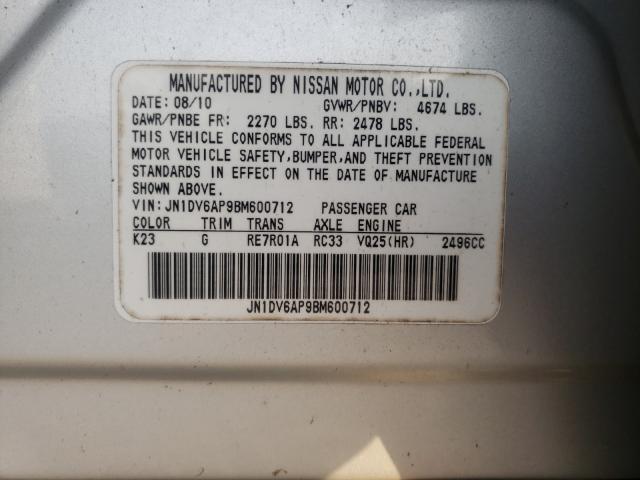 MANUFACTURED BY NISSAN MOTOR CO.,LTD.
DATE: 08/10 GVWR/PNBV: 4674 LBS.
GAWR/PNBE FR: 2270 LBS. RR: 2478 LBS.
THIS VEHICLE CONFORMS TO ALL APPLICABLE FEDERAL
MOTOR VEHICLE SAFETY,BUMPER,AND THEFT PREVENTION
STANDARDS IN EFFECT ON THE DATE OF MANUFACTURE
SHOWN ABOVE.
VIN: JN1DV6AP9BM600712 PASSENGER CAR
COLOR TRIM TRANS AXLE ENGINE
K23 G RE7R01A RC33 VQ25(HR) 2496CC
JN1DV6AP9BM600712